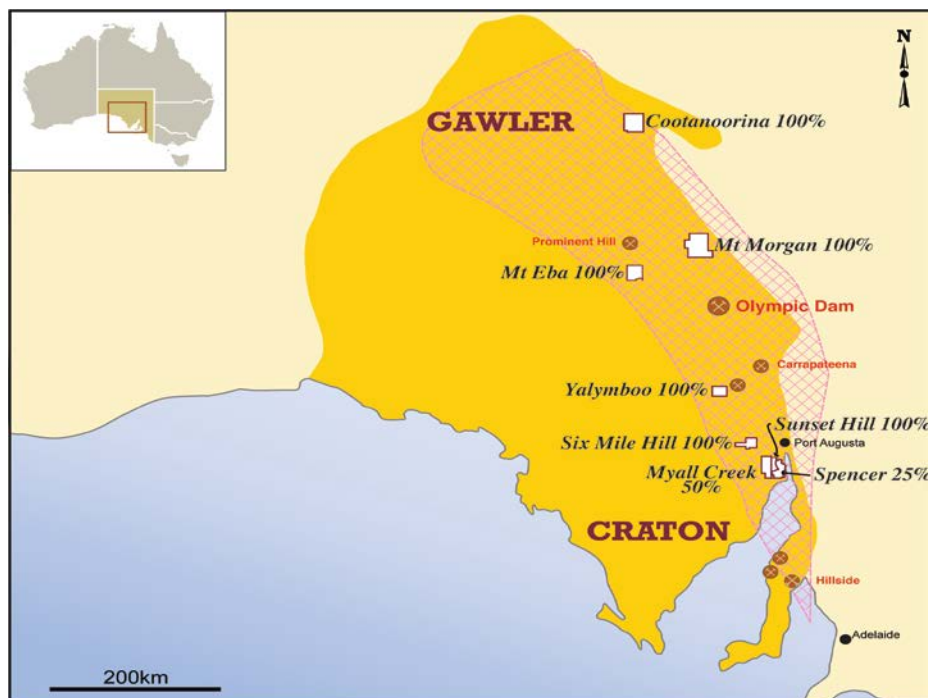 N
GAWLER
Cootanoorina 100%
Prominent Hill
Mt Morgan 100%
Mt Eba 100%
Olympic Dam
Carrapateena
Yalymboo 100%
Sunset Hill 100%
Six Mile Hill 100%
Port Augusta
Myall Creek
50%
Spencer 25%
CRATON
Hillside
Adelaide
200km